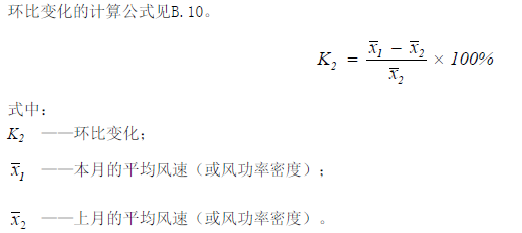 环比变化的计算公式见B.10。
K₂ = (x̄₁ − x̄₂) / x̄₂ × 100%
式中：
K₂ ——环比变化；
x̄₁ ——本月的平均风速（或风功率密度）；
x̄₂ ——上月的平均风速（或风功率密度）。